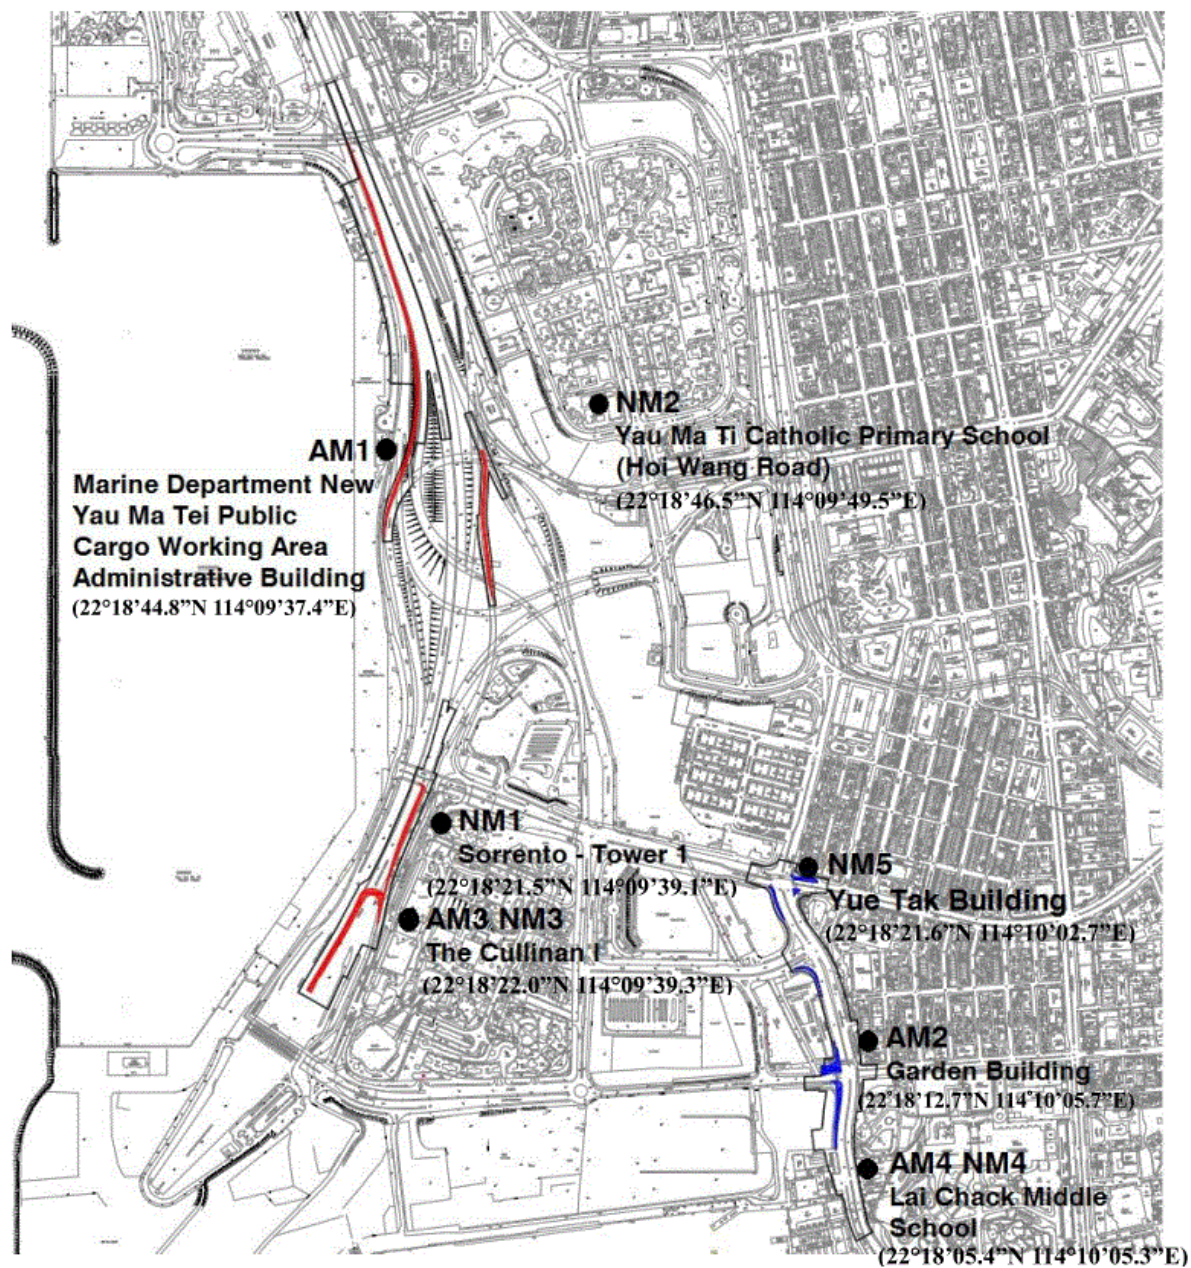 NM2
Yau Ma Ti Catholic Primary School
(Hoi Wang Road)
(22°18’46.5”N 114°09’49.5”E)
AM1
Marine Department New
Yau Ma Tei Public
Cargo Working Area
Administrative Building
(22°18’44.8”N 114°09’37.4”E)
NM1
Sorrento - Tower 1
(22°18’21.5”N 114°09’39.1”E)
AM3 NM3
The Cullinan I
(22°18’22.0”N 114°09’39.3”E)
NM5
Yue Tak Building
(22°18’21.6”N 114°10’02.7”E)
AM2
Garden Building
(22°18’12.7”N 114°10’05.7”E)
AM4 NM4
Lai Chack Middle
School
(22°18’05.4”N 114°10’05.3”E)